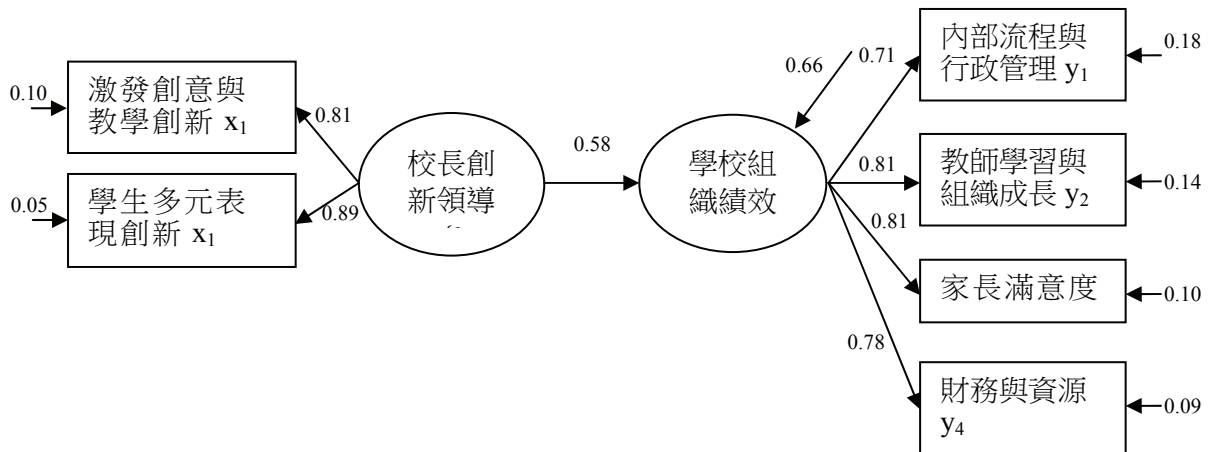 0.10
激發創意與
教學創新 x₁
0.81
0.05
學生多元表
現創新 x₁
0.89
校長創
新領導
0.58
學校組
織績效
0.66
0.71
內部流程與
行政管理 y₁
0.18
0.81
教師學習與
組織成長 y₂
0.14
0.81
家長滿意度
0.10
0.78
財務與資源
y₄
0.09